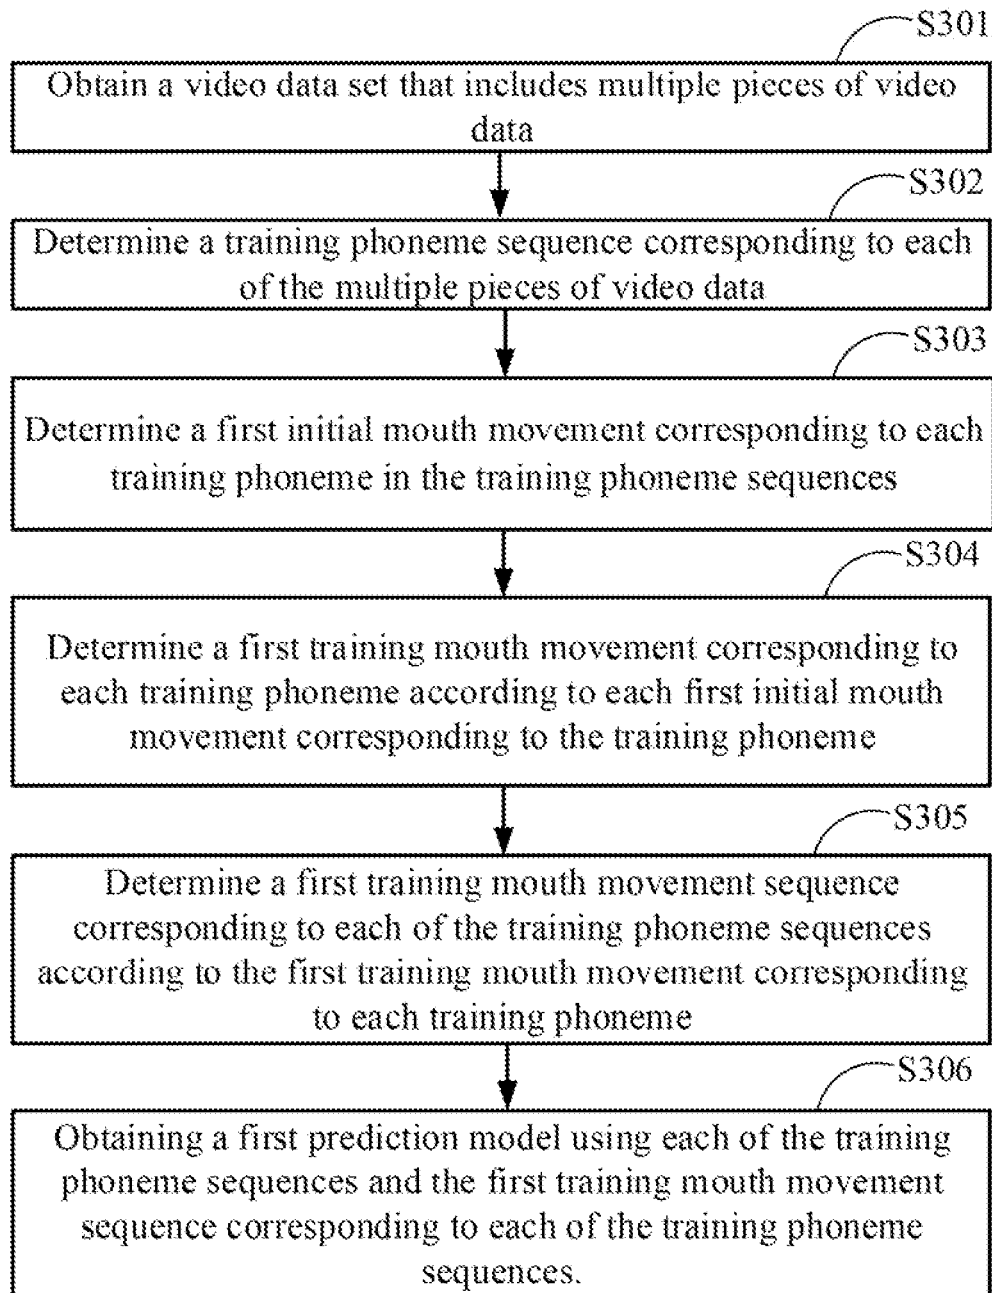 S301
Obtain a video data set that includes multiple pieces of video
data
S302
Determine a training phoneme sequence corresponding to each
of the multiple pieces of video data
S303
Determine a first initial mouth movement corresponding to each
training phoneme in the training phoneme sequences
S304
Determine a first training mouth movement corresponding to
each training phoneme according to each first initial mouth
movement corresponding to the training phoneme
S305
Determine a first training mouth movement sequence
corresponding to each of the training phoneme sequences
according to the first training mouth movement corresponding
to each training phoneme
S306
Obtaining a first prediction model using each of the training
phoneme sequences and the first training mouth movement
sequence corresponding to each of the training phoneme
sequences.